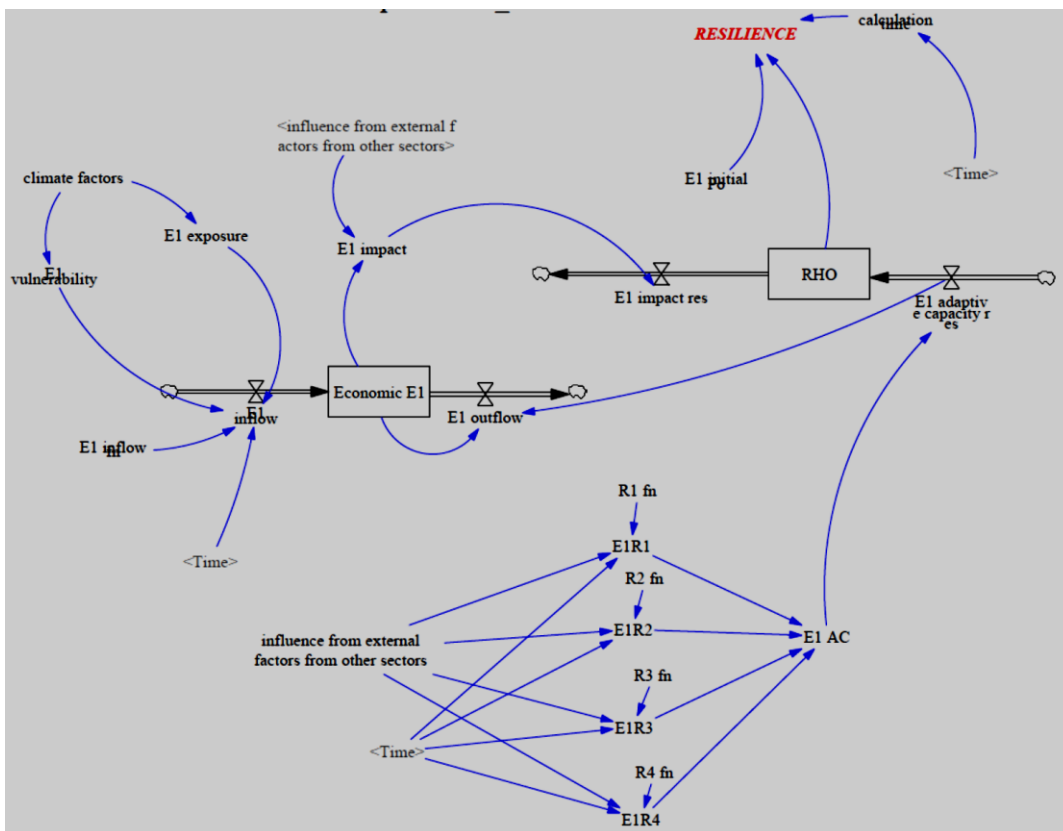 calculation
time
RESILIENCE
<influence from external f
actors from other sectors>
E1 initial
<Time>
climate factors
E1 exposure
E1
vulnerability
E1 impact
RHO
E1 impact res
E1 adaptiv
e capacity r
es
Economic E1
E1
inflow
E1 outflow
E1 inflow
fn
<Time>
R1 fn
E1R1
R2 fn
influence from external
factors from other sectors
E1R2
E1 AC
R3 fn
E1R3
<Time>
R4 fn
E1R4